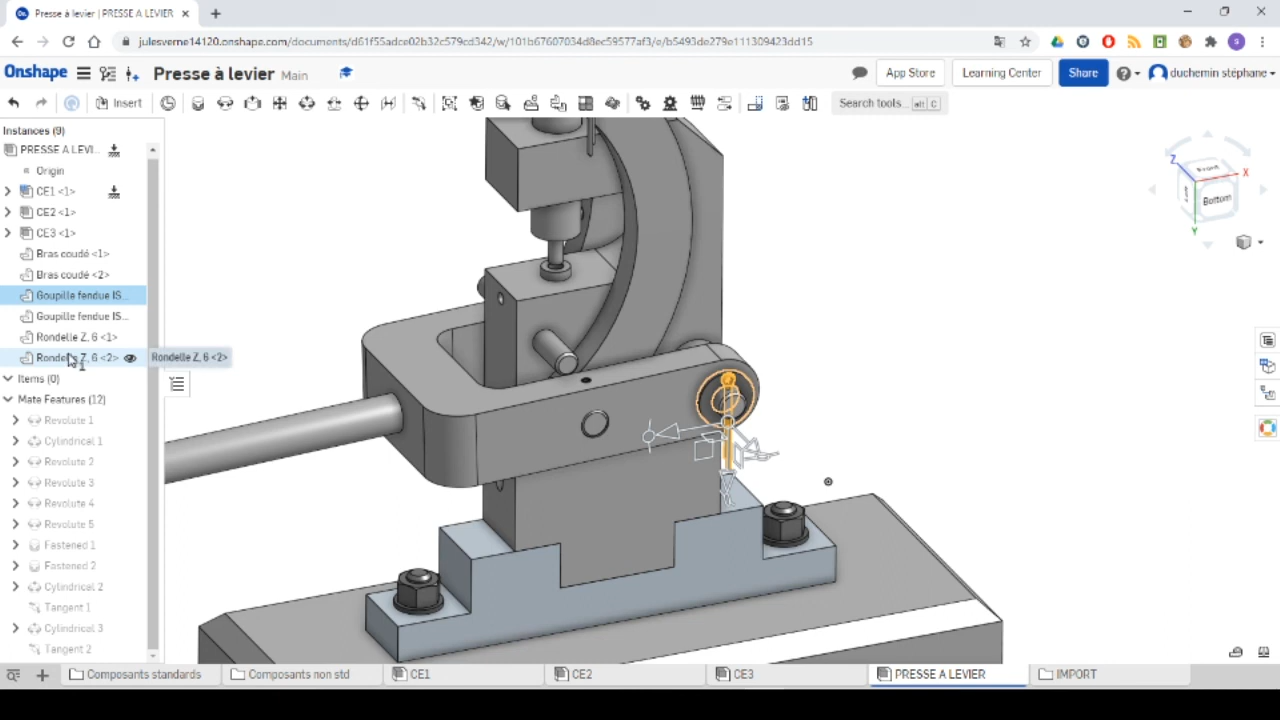 Presse à levier | PRESSE A LEVIER
julesverne14120.onshape.com/documents/d61f55adce02b32c579cd342/w/101b67607034d8ec59577af3/e/b5493de279e111309423dd15
Onshape Presse à levier Main App Store Learning Center Share duchemin stéphane
Insert Search tools... alt C
Instances (9)
PRESSE A LEVI...
Origin
CE1 <1>
CE2 <1>
CE3 <1>
Bras coudé <1>
Bras coudé <2>
Goupille fendue IS...
Goupille fendue IS...
Rondelle Z, 6 <1>
Rondelle Z, 6 <2> Rondelle Z, 6 <2>
Items (0)
Mate Features (12)
Revolute 1
Cylindrical 1
Revolute 2
Revolute 3
Revolute 4
Revolute 5
Fastened 1
Fastened 2
Cylindrical 2
Tangent 1
Cylindrical 3
Tangent 2
Z Front X
Left Bottom
Y
Composants standards Composants non std CE1 CE2 CE3 PRESSE A LEVIER IMPORT